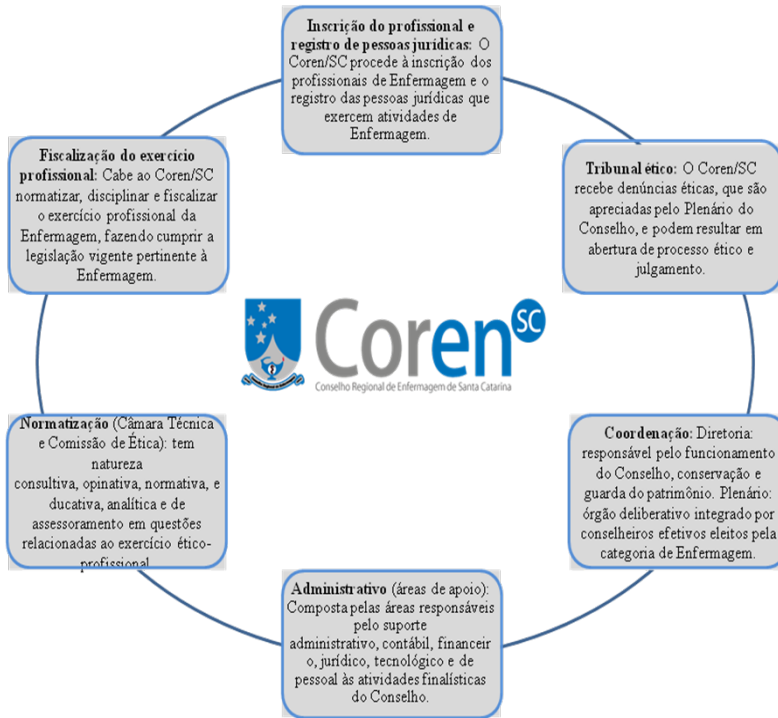 Inscrição do profissional e
registro de pessoas jurídicas: O
Coren/SC procede à inscrição dos
profissionais de Enfermagem e o
registro das pessoas jurídicas que
exercem atividades de
Enfermagem.
Tribunal ético: O Coren/SC
recebe denúncias éticas, que são
apreciadas pelo Plenário do
Conselho, e podem resultar em
abertura de processo ético e
julgamento.
Coordenação: Diretoria:
responsável pelo funcionamento
do Conselho, conservação e
guarda do patrimônio. Plenário:
órgão deliberativo integrado por
conselheiros efetivos eleitos pela
categoria de Enfermagem.
Administrativo (áreas de apoio):
Composta pelas áreas responsáveis
pelo suporte
administrativo, contábil, financeir
o, jurídico, tecnológico e de
pessoal às atividades finalísticas
do Conselho.
Normatização (Câmara Técnica
e Comissão de Ética): tem
natureza
consultiva, opinativa, normativa, e
ducativa, analítica e de
assessoramento em questões
relacionadas ao exercício ético-
profissional
Fiscalização do exercício
profissional: Cabe ao Coren/SC
normatizar, disciplinar e fiscalizar
o exercício profissional da
Enfermagem, fazendo cumprir a
legislação vigente pertinente à
Enfermagem.
Coren SC
Conselho Regional de Enfermagem de Santa Catarina